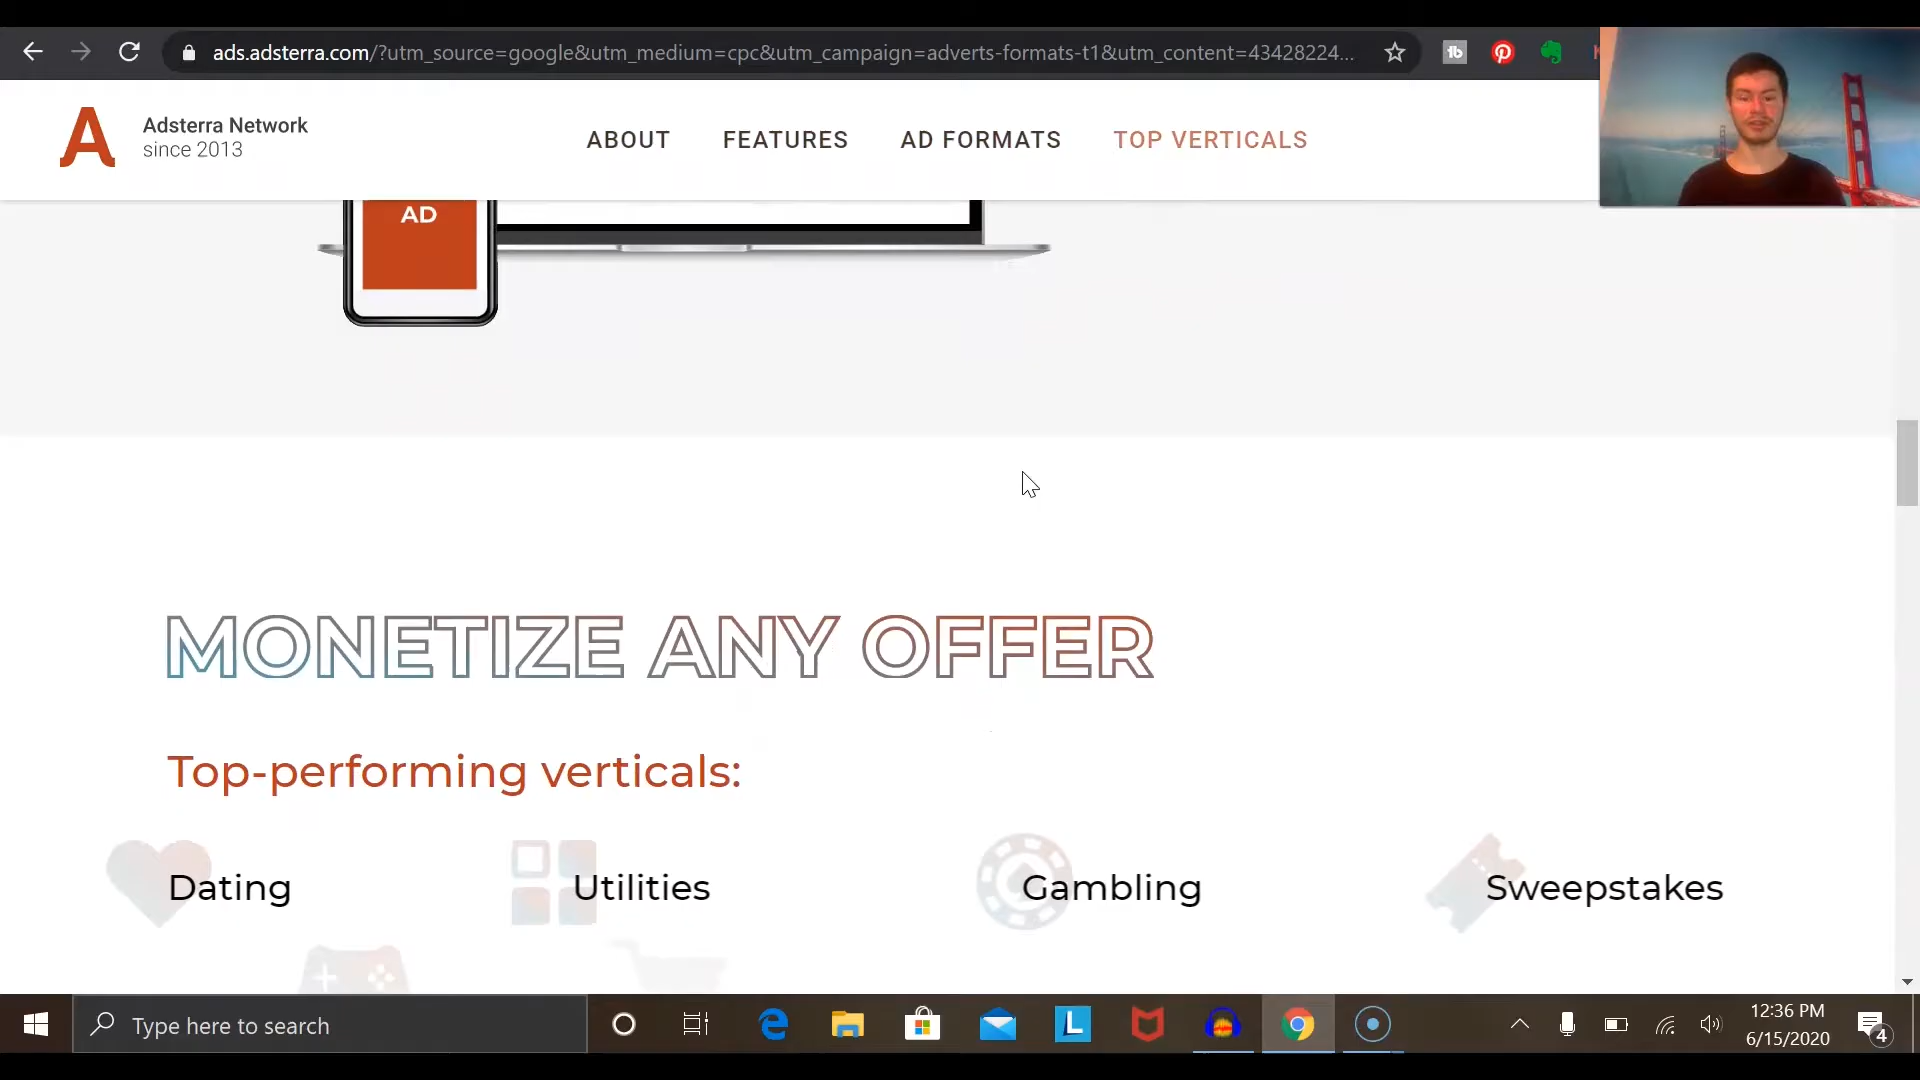 ads.adsterra.com/?utm_source=google&utm_medium=cpc&utm_campaign=adverts-formats-t1&utm_content=43428224...
Adsterra Network
since 2013
ABOUT
FEATURES
AD FORMATS
TOP VERTICALS
AD
MONETIZE ANY OFFER
Top-performing verticals:
Dating
Utilities
Gambling
Sweepstakes
Type here to search
12:36 PM
6/15/2020
4